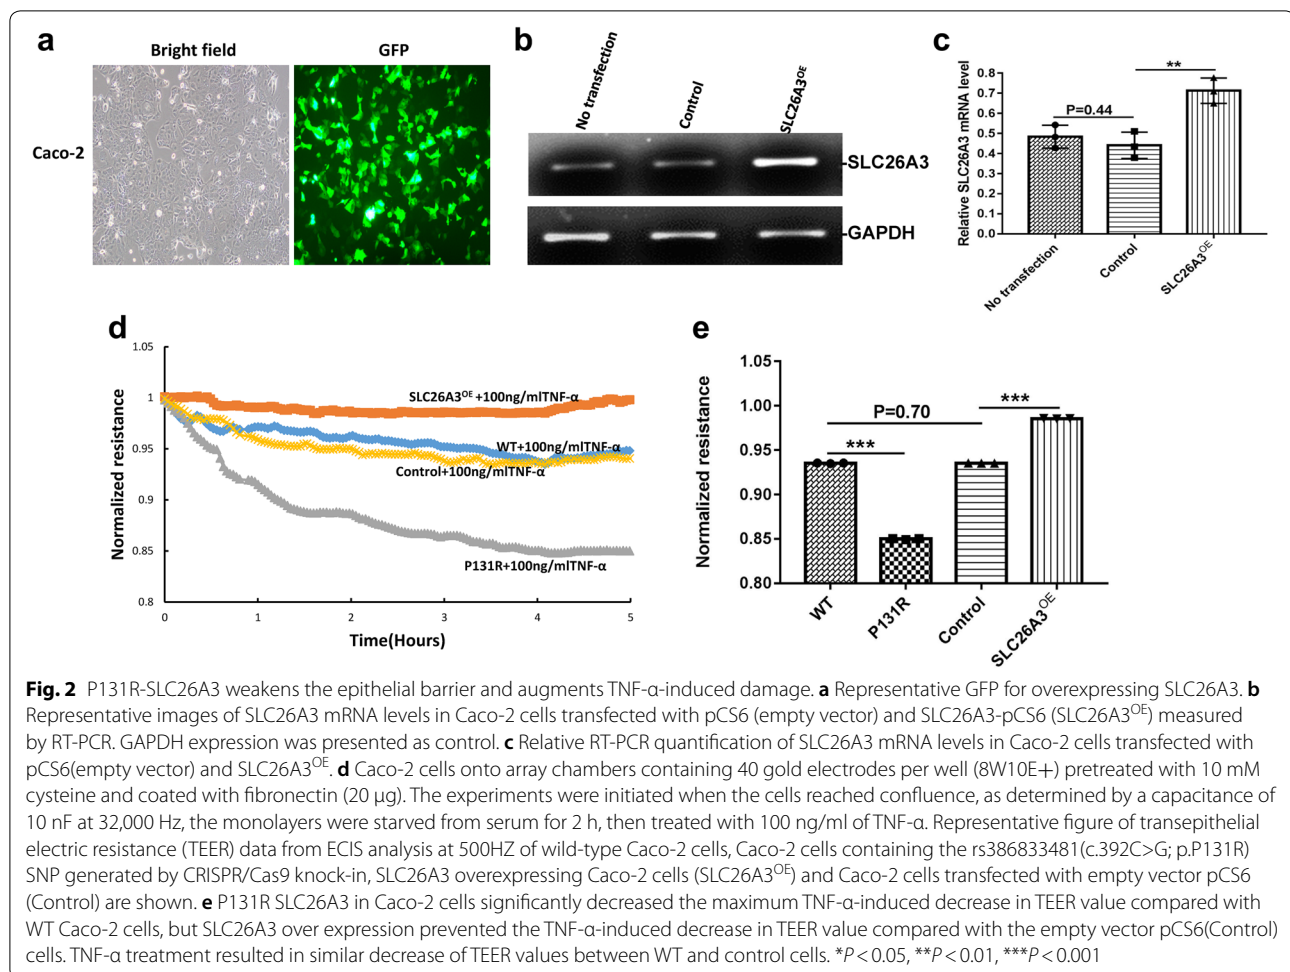 a
Bright field
GFP
Caco-2
b
No transfection
Control
SLC26A3OE
-SLC26A3
-GAPDH
c
Relative SLC26A3 mRNA level
0.8
0.7
0.6
0.5
0.4
0.3
0.2
0.1
0.0
P=0.44
**
No transfection
Control
SLC26A3OE
d
Normalized resistance
1.05
1
0.95
0.9
0.85
0.8
SLC26A3OE +100ng/mlTNF-α
WT+100ng/mlTNF-α
Control+100ng/mlTNF-α
P131R+100ng/mlTNF-α
0
1
2
3
4
5
Time(Hours)
e
Normalized resistance
1.05
1.00
0.95
0.90
0.85
0.80
P=0.70
***
***
WT
P131R
Control
SLC26A3OE
Fig. 2 P131R-SLC26A3 weakens the epithelial barrier and augments TNF-α-induced damage. a Representative GFP for overexpressing SLC26A3. b
Representative images of SLC26A3 mRNA levels in Caco-2 cells transfected with pCS6 (empty vector) and SLC26A3-pCS6 (SLC26A3OE) measured
by RT-PCR. GAPDH expression was presented as control. c Relative RT-PCR quantification of SLC26A3 mRNA levels in Caco-2 cells transfected with
pCS6(empty vector) and SLC26A3OE. d Caco-2 cells onto array chambers containing 40 gold electrodes per well (8W10E+) pretreated with 10 mM
cysteine and coated with fibronectin (20 μg). The experiments were initiated when the cells reached confluence, as determined by a capacitance of
10 nF at 32,000 Hz, the monolayers were starved from serum for 2 h, then treated with 100 ng/ml of TNF-α. Representative figure of transepithelial
electric resistance (TEER) data from ECIS analysis at 500HZ of wild-type Caco-2 cells, Caco-2 cells containing the rs386833481(c.392C>G; p.P131R)
SNP generated by CRISPR/Cas9 knock-in, SLC26A3 overexpressing Caco-2 cells (SLC26A3OE) and Caco-2 cells transfected with empty vector pCS6
(Control) are shown. e P131R SLC26A3 in Caco-2 cells significantly decreased the maximum TNF-α-induced decrease in TEER value compared with
WT Caco-2 cells, but SLC26A3 over expression prevented the TNF-α-induced decrease in TEER value compared with the empty vector pCS6(Control)
cells. TNF-α treatment resulted in similar decrease of TEER values between WT and control cells. *P < 0.05, **P < 0.01, ***P < 0.001